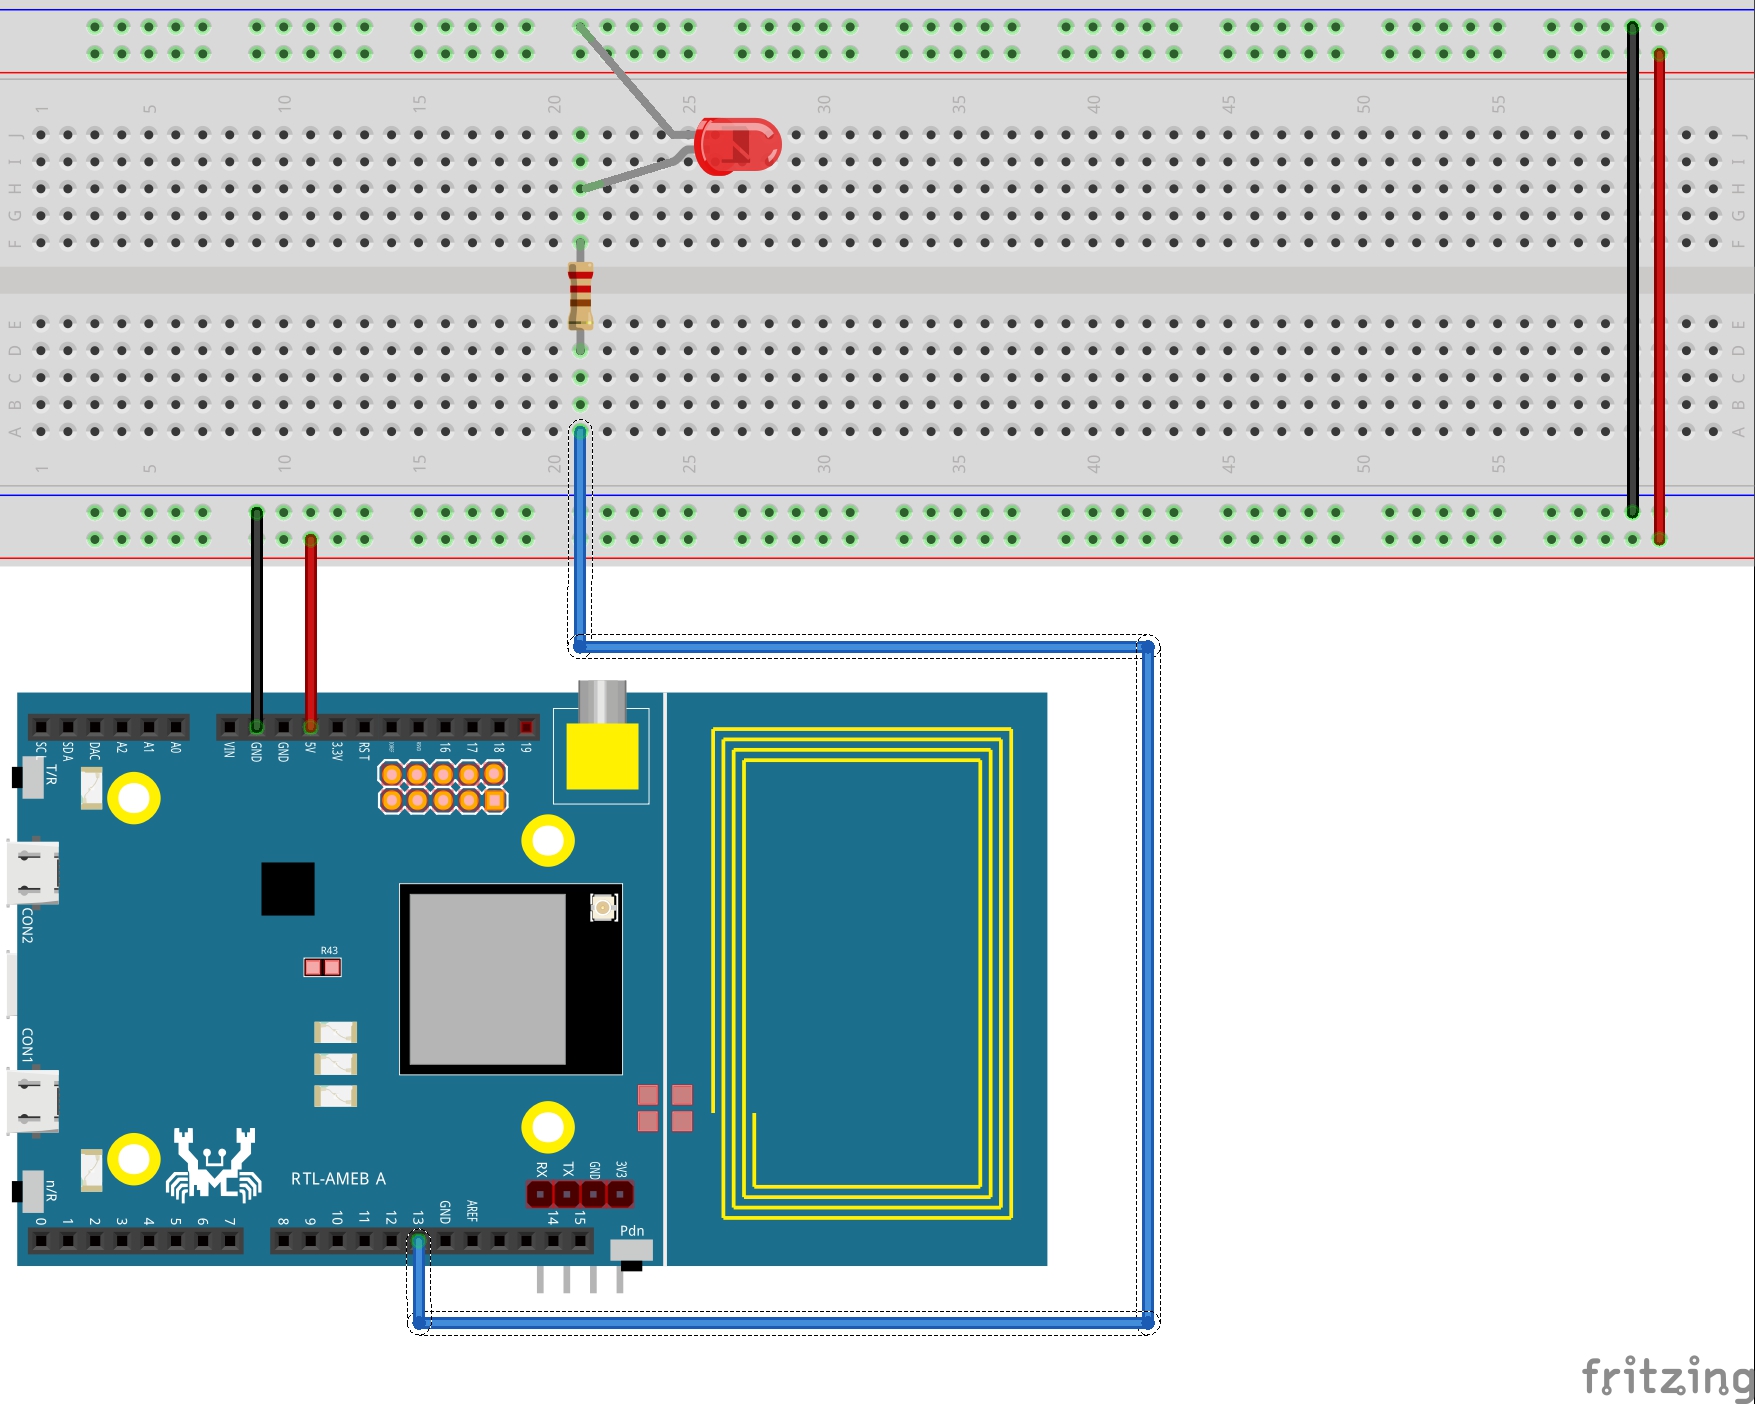 1 5 10 15 20 25 30 35 40 45 50 55
J J
I I
H H
G G
F F
E E
D D
C C
B B
A A
1 5 10 15 20 25 30 35 40 45 50 55
SCL SDA DAC A2 A1 A0 VIN GND GND 5V 3.3V RST 16 17 18 19
T/R
CON2
R43
CON1
RTL-AMEB A
RX TX GND 3V3
n/R
0 1 2 3 4 5 6 7 8 9 10 11 12 13 GND AREF 14 15
Pdn
fritzing